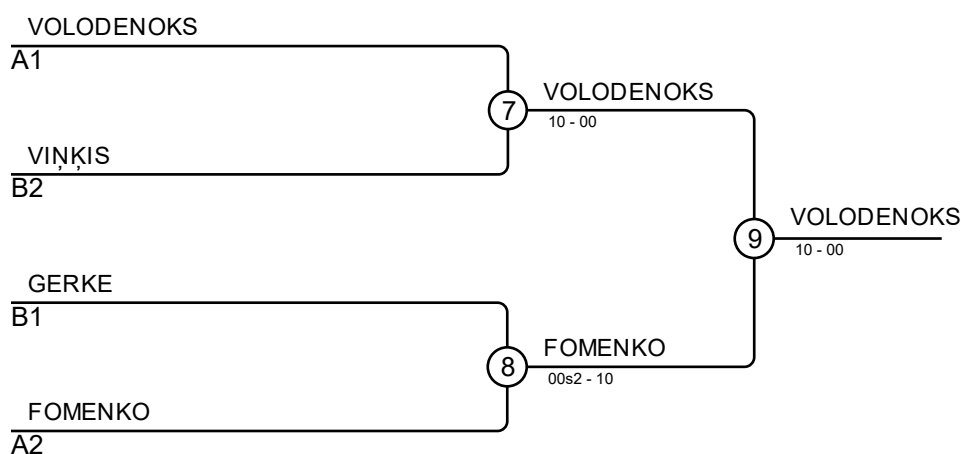 VOLODENOKS
A1
7
VOLODENOKS
10 - 00
VIŅĶIS
B2
9
VOLODENOKS
10 - 00
GERKE
B1
8
FOMENKO
00s2 - 10
FOMENKO
A2